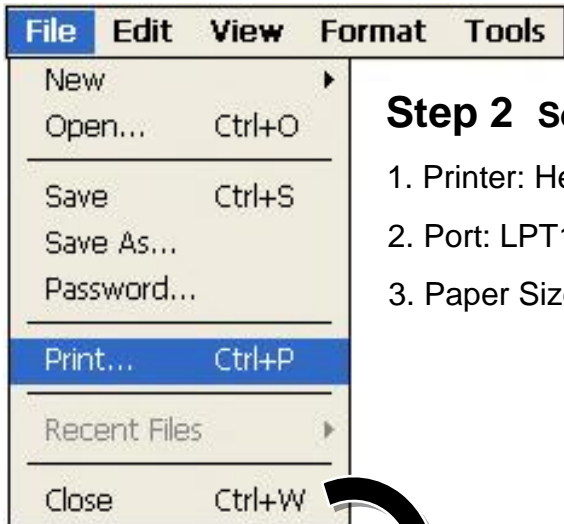 File Edit View Format Tools
New
Open... Ctrl+O
Save Ctrl+S
Save As...
Password...
Print... Ctrl+P
Recent Files
Close Ctrl+W
Step 2
1. Printer:
2. Port:
3. Paper